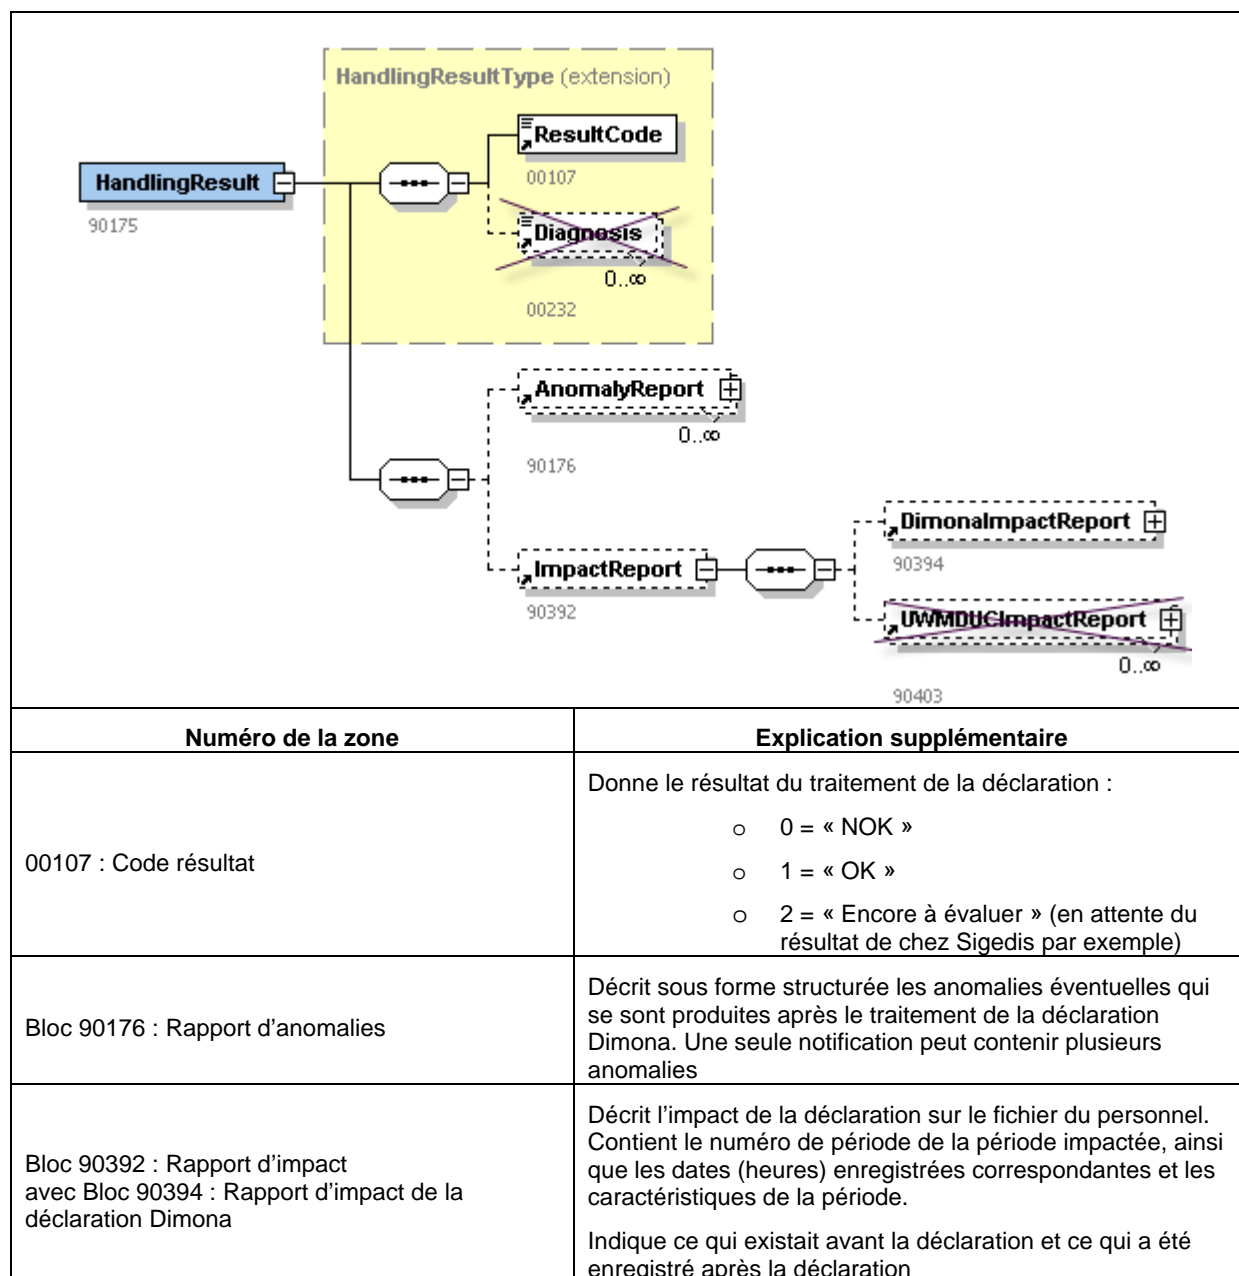 HandlingResultType (extension)
ResultCode
00107
HandlingResult
90175
Diagnosis
0..∞
00232
AnomalyReport
0..∞
90176
DimonaImpactReport
90394
ImpactReport
90392
UWMDUCImpactReport
0..∞
90403
Numéro de la zone
Explication supplémentaire
00107 : Code résultat
Donne le résultat du traitement de la déclaration :
o 0 = « NOK »
o 1 = « OK »
o 2 = « Encore à évaluer » (en attente du
résultat de chez Sigedis par exemple)
Bloc 90176 : Rapport d’anomalies
Décrit sous forme structurée les anomalies éventuelles qui
se sont produites après le traitement de la déclaration
Dimona. Une seule notification peut contenir plusieurs
anomalies
Bloc 90392 : Rapport d’impact
avec Bloc 90394 : Rapport d’impact de la
déclaration Dimona
Décrit l’impact de la déclaration sur le fichier du personnel.
Contient le numéro de période de la période impactée, ainsi
que les dates (heures) enregistrées correspondantes et les
caractéristiques de la période.
Indique ce qui existait avant la déclaration et ce qui a été
enregistré après la déclaration